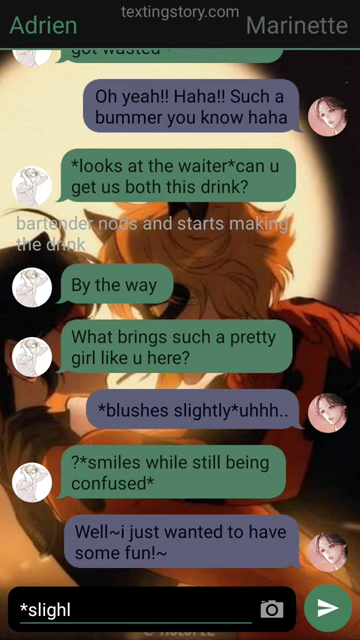 textingstory.com
Adrien
Marinette
got wasted*
Oh yeah!! Haha!! Such a
bummer you know haha
*looks at the waiter*can u
get us both this drink?
bartender nods and starts making
the drink
By the way
What brings such a pretty
girl like u here?
*blushes slightly*uhhh..
?*smiles while still being
confused*
Well~i just wanted to have
some fun!~
*slighl